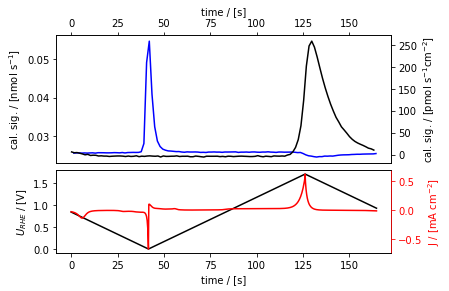 time / [s]
0 25 50 75 100 125 150
cal. sig. / [nmol s⁻¹]
0.05
0.04
0.03
250
200
150
100
50
0
cal. sig. / [pmol s⁻¹cm⁻²]
U_RHE / [V]
1.5
1.0
0.5
0.0
0.5
0.0
−0.5
J / [mA cm⁻²]
0 25 50 75 100 125 150
time / [s]